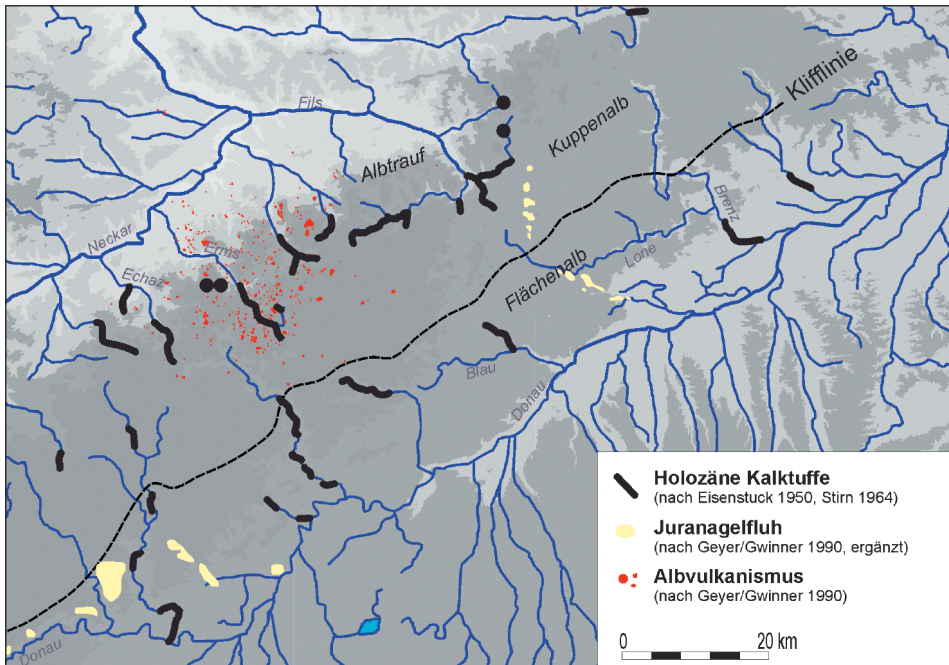 Fils
Albtrauf
Kuppenalb
Klifflinie
Neckar
Erms
Echaz
Brenz
Lone
Flächenalb
Blau
Donau
Donau
Holozäne Kalktuffe
(nach Eisenstuck 1950, Stirn 1964)
Juranagelfluh
(nach Geyer/Gwinner 1990, ergänzt)
Albvulkanismus
(nach Geyer/Gwinner 1990)
0 20 km